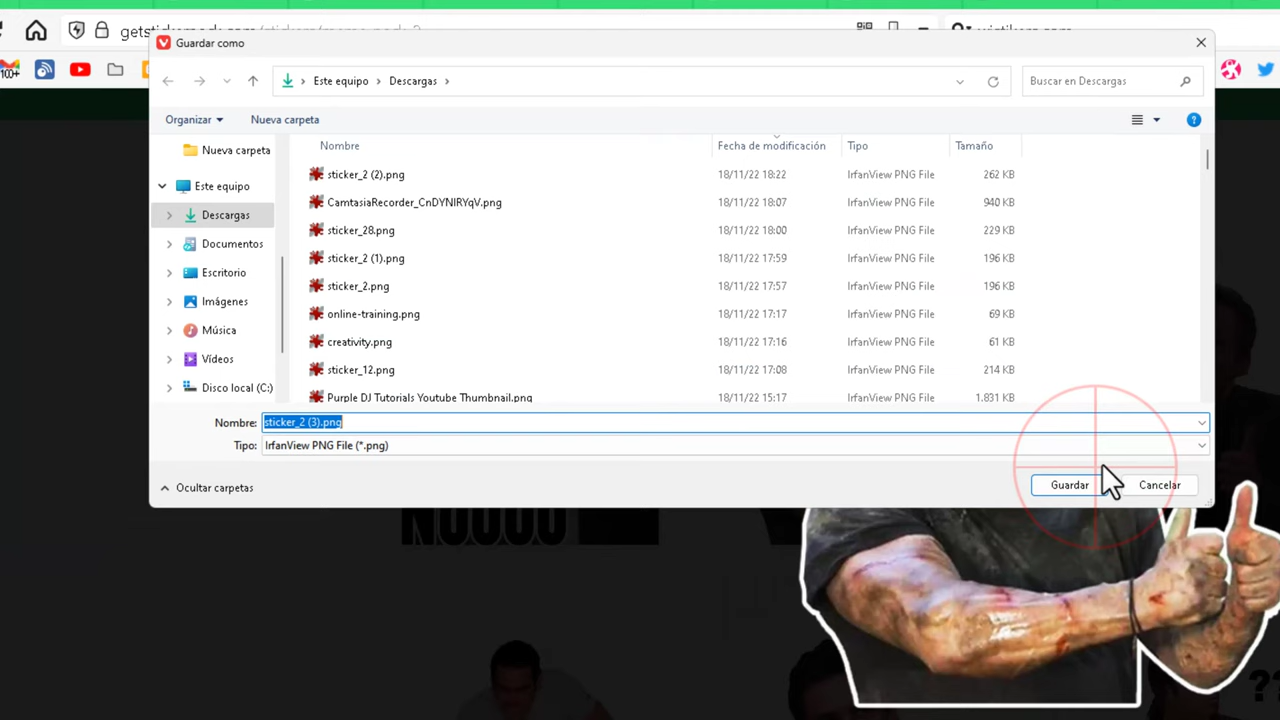 Guardar como
Este equipo
Descargas
Buscar en Descargas
Organizar
Nueva carpeta
Nueva carpeta
Este equipo
Descargas
Documentos
Escritorio
Imágenes
Música
Vídeos
Disco local (C:)
Nombre Fecha de modificación Tipo Tamaño
sticker_2 (2).png 18/11/22 18:22 IrfanView PNG File 262 KB
CamtasiaRecorder_CnDYNIRYqV.png 18/11/22 18:07 IrfanView PNG File 940 KB
sticker_28.png 18/11/22 18:00 IrfanView PNG File 229 KB
sticker_2 (1).png 18/11/22 17:59 IrfanView PNG File 196 KB
sticker_2.png 18/11/22 17:57 IrfanView PNG File 196 KB
online-training.png 18/11/22 17:17 IrfanView PNG File 69 KB
creativity.png 18/11/22 17:16 IrfanView PNG File 61 KB
sticker_12.png 18/11/22 17:08 IrfanView PNG File 214 KB
Purple DJ Tutorials Youtube Thumbnail.png 18/11/22 15:17 IrfanView PNG File 1.831 KB
Nombre: sticker_2 (3).png
Tipo: IrfanView PNG File (*.png)
Ocultar carpetas
Guardar
Cancelar
NOOOO
??